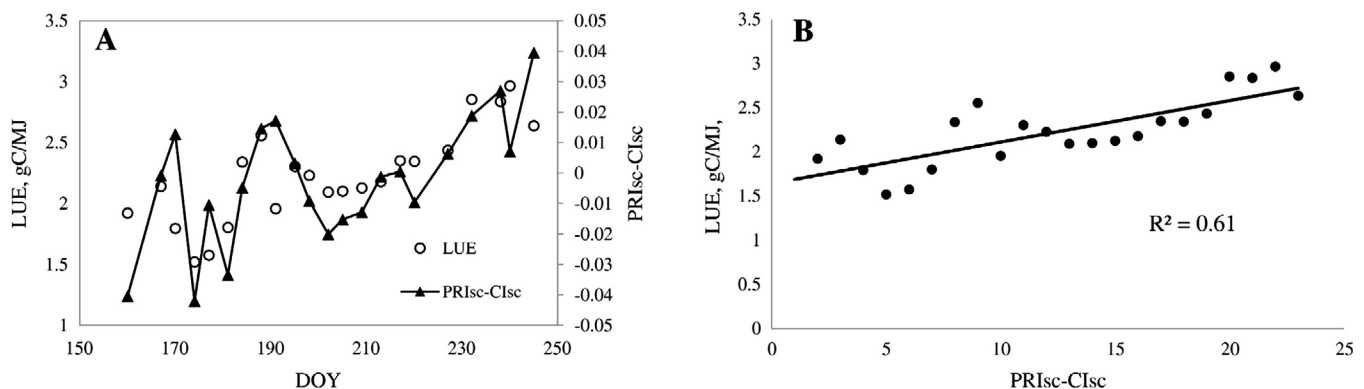 A
LUE, gC/MJ
3.5
3
2.5
2
1.5
1
0.05
0.04
0.03
0.02
0.01
0
-0.01
-0.02
-0.03
-0.04
-0.05
PRIsc-CIsc
LUE
PRIsc-CIsc
150 170 190 210 230 250
DOY
B
LUE, gC/MJ,
3.5
3
2.5
2
1.5
1
0.5
0
R² = 0.61
0 5 10 15 20 25
PRIsc-CIsc